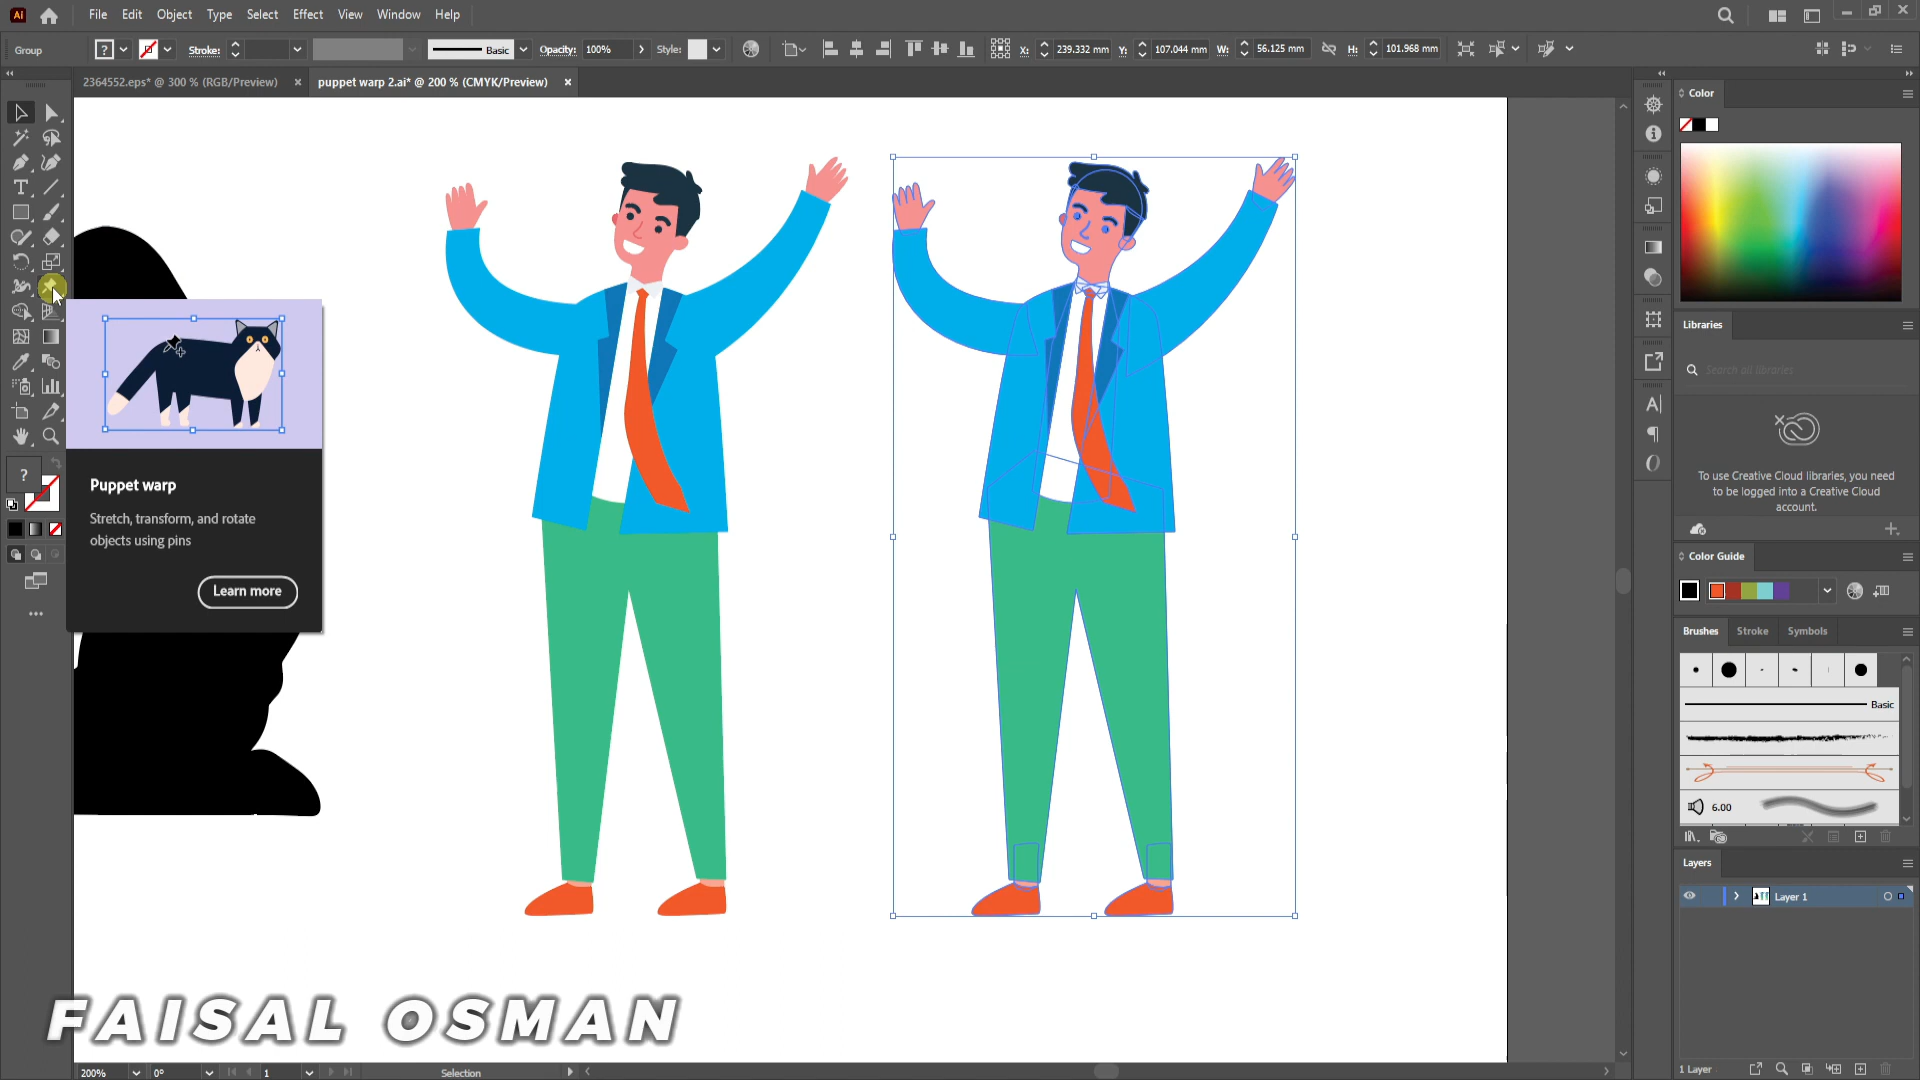 Ai File Edit Object Type Select Effect View Window Help
Group ? Stroke: Basic Opacity: 100% Style: X: 239.332 mm Y: 107.044 mm W: 56.125 mm H: 101.968 mm
2364552.eps* @ 300 % (RGB/Preview) × puppet warp 2.ai* @ 200 % (CMYK/Preview) ×
Color
Libraries
Search all libraries
To use Creative Cloud libraries, you need
to be logged into a Creative Cloud
account.
Puppet warp
Stretch, transform, and rotate
objects using pins
Learn more
?
Color Guide
Brushes Stroke Symbols
Basic
6.00
Layers
Layer 1
1 Layer
FAISAL OSMAN
200% 0° 1 Selection